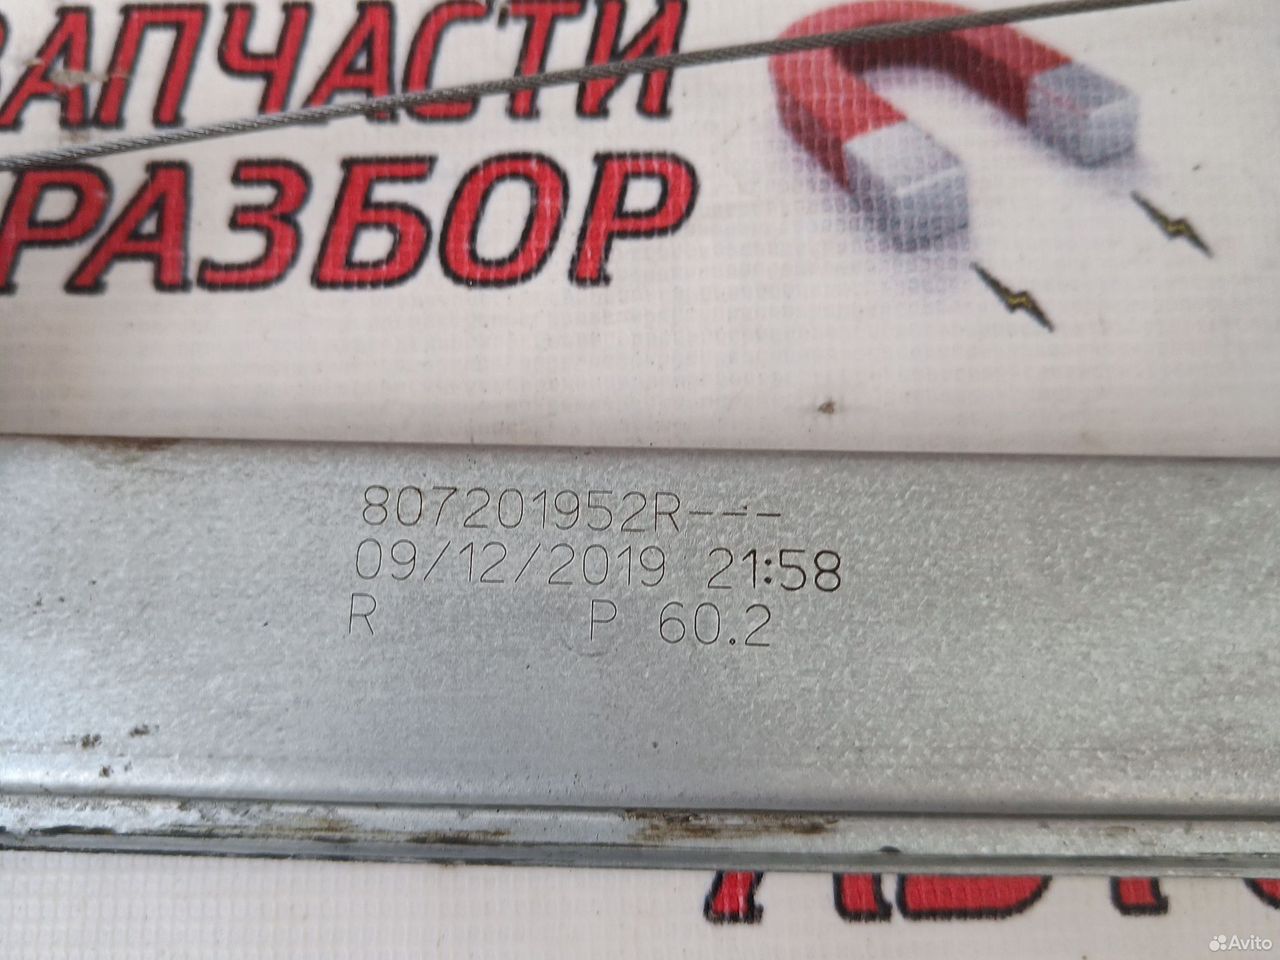 ЗАПЧАСТИ
РАЗБОР
807201952R---
09/12/2019 21:58
R P 60.2
Avito